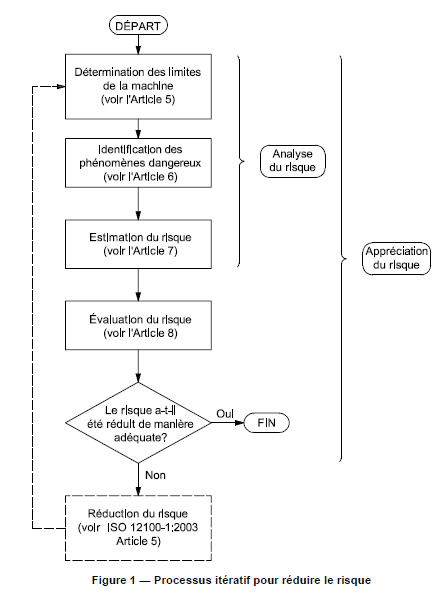 DÉPART
Détermination des limites
de la machine
(voir l'Article 5)
Identification des
phénomènes dangereux
(voir l'Article 6)
Analyse
du risque
Estimation du risque
(voir l'Article 7)
Appréciation
du risque
Évaluation du risque
(voir l'Article 8)
Le risque a-t-il
été réduit de manière
adéquate?
Oui
FIN
Non
Réduction du risque
(voir ISO 12100-1:2003
Article 5)
Figure 1 — Processus itératif pour réduire le risque